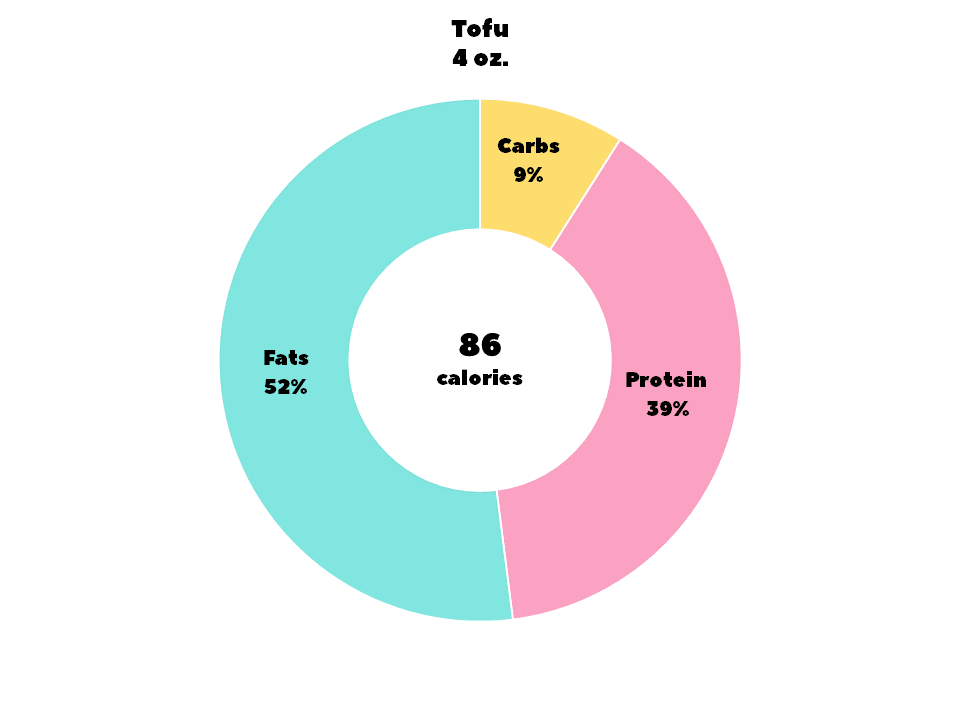 Tofu
4 oz.
Carbs
9%
86
calories
Fats
52%
Protein
39%